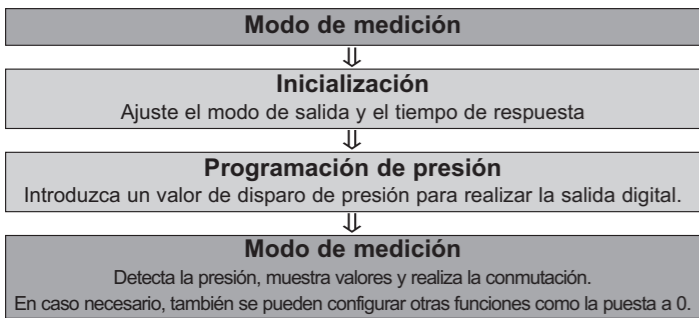 Modo de medición
⇓
Inicialización
Ajuste el modo de salida y el tiempo de respuesta
⇓
Programación de presión
Introduzca un valor de disparo de presión para realizar la salida digital.
⇓
Modo de medición
Detecta la presión, muestra valores y realiza la conmutación.
En caso necesario, también se pueden configurar otras funciones como la puesta a 0.